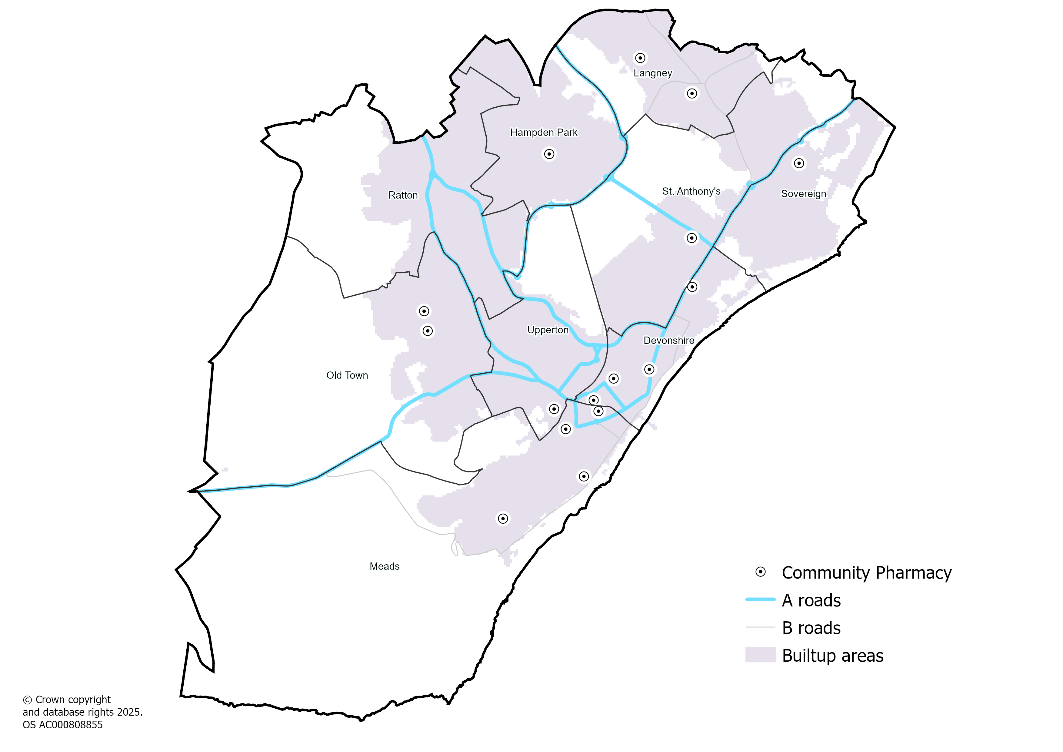 Langney
Hampden Park
St. Anthony's
Sovereign
Ratton
Upperton
Devonshire
Old Town
Meads
Community Pharmacy
A roads
B roads
Builtup areas
© Crown copyright
and database rights 2025.
OS AC000808855